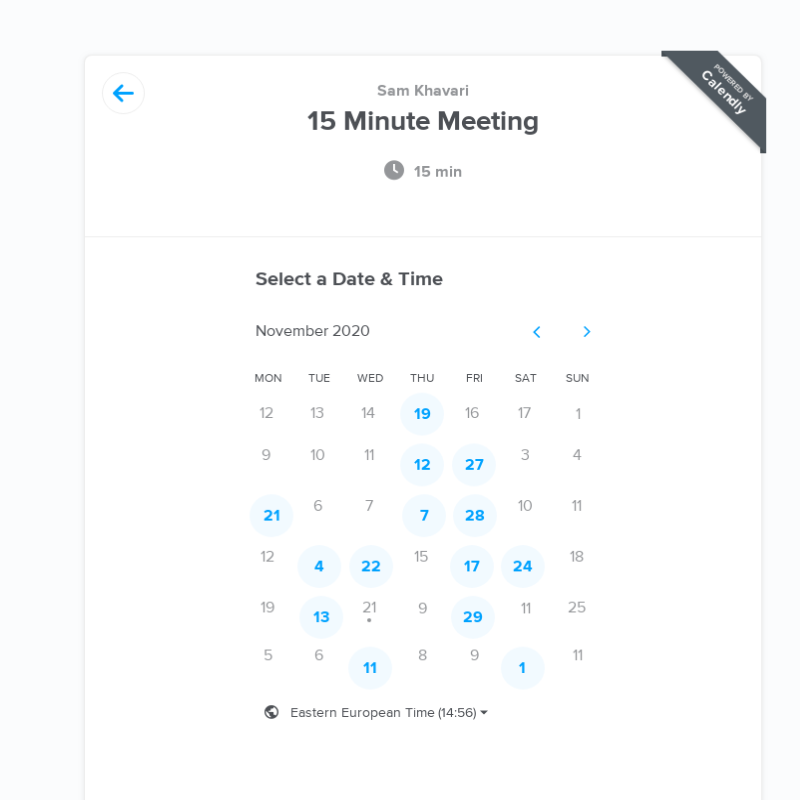 POWERED BY
Calendly
Sam Khavari
15 Minute Meeting
15 min
Select a Date & Time
November 2020
MON TUE WED THU FRI SAT SUN
12 13 14 19 16 17 1
9 10 11 12 27 3 4
21 6 7 7 28 10 11
12 4 22 15 17 24 18
19 13 21 9 29 11 25
5 6 11 8 9 1 11
Eastern European Time (14:56)